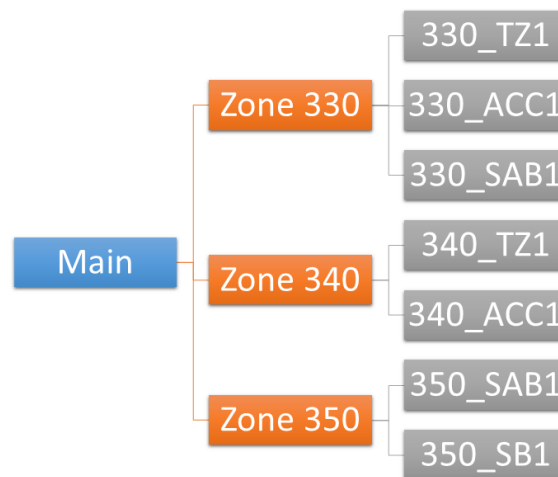 Main
Zone 330
330_TZ1
330_ACC1
330_SAB1
Zone 340
340_TZ1
340_ACC1
Zone 350
350_SAB1
350_SB1